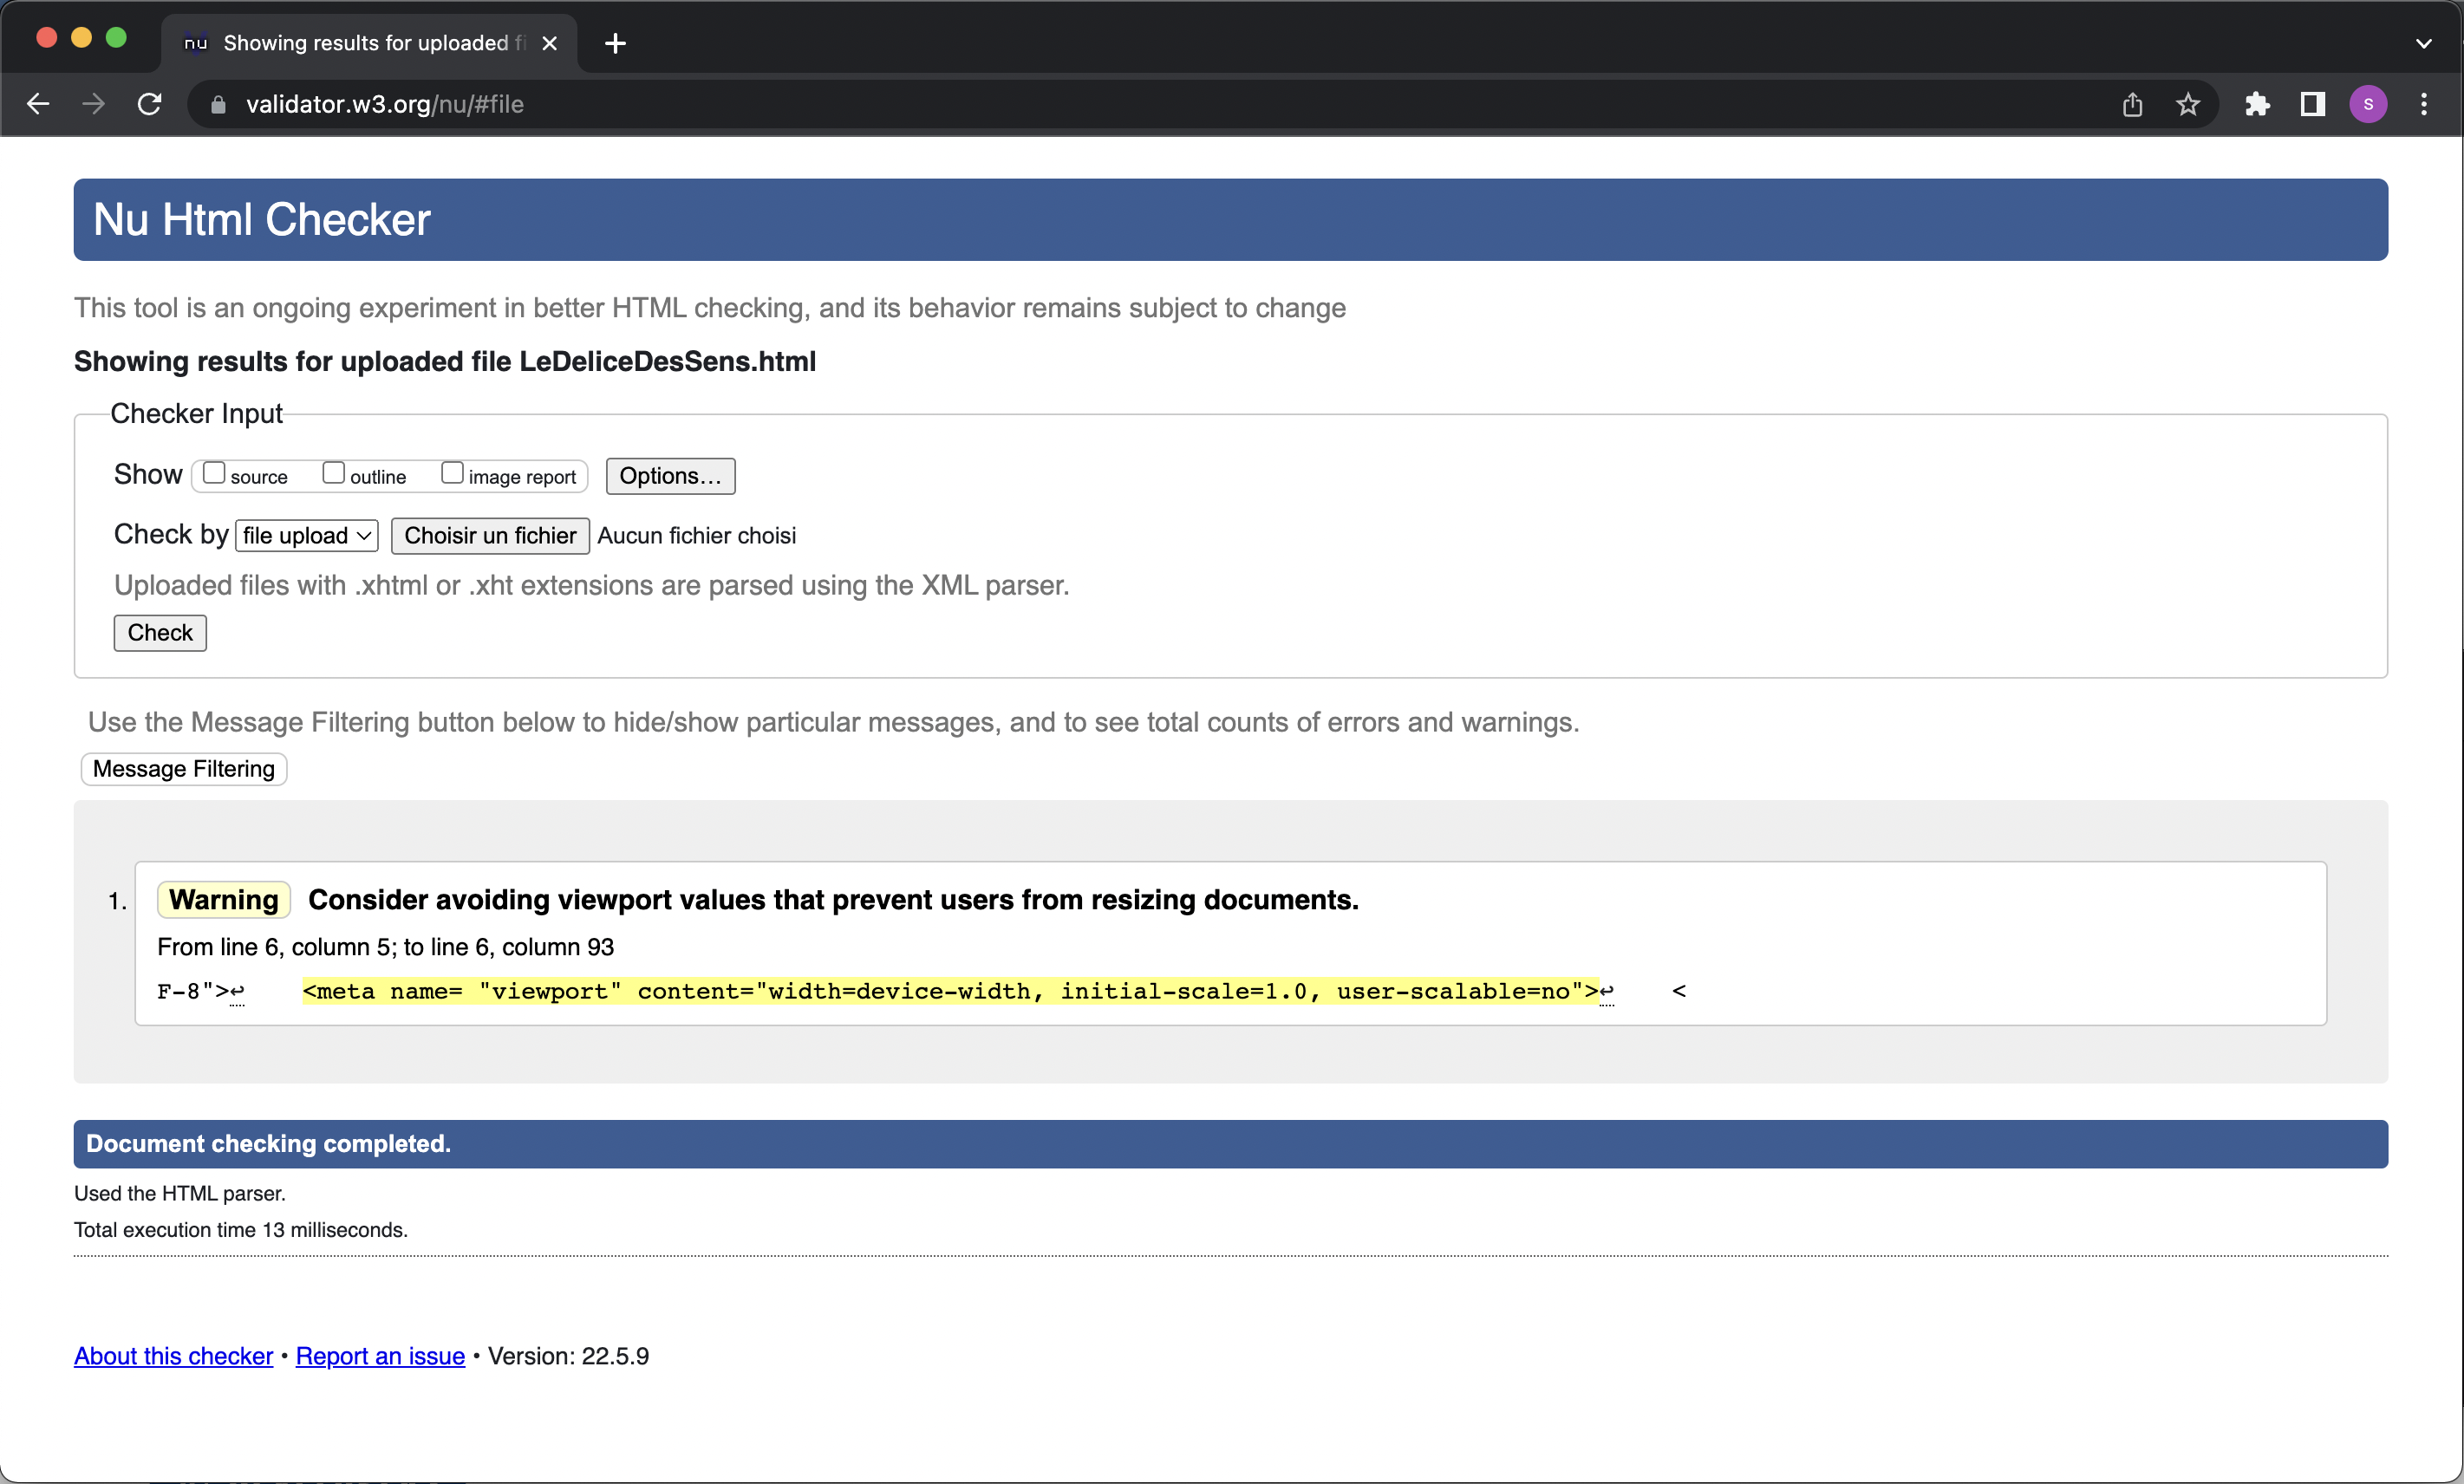 nu Showing results for uploaded fi
validator.w3.org/nu/#file
S
Nu Html Checker
This tool is an ongoing experiment in better HTML checking, and its behavior remains subject to change
Showing results for uploaded file LeDeliceDesSens.html
Checker Input
Show source outline image report Options...
Check by file upload Choisir un fichier Aucun fichier choisi
Uploaded files with .xhtml or .xht extensions are parsed using the XML parser.
Check
Use the Message Filtering button below to hide/show particular messages, and to see total counts of errors and warnings.
Message Filtering
1. Warning Consider avoiding viewport values that prevent users from resizing documents.
From line 6, column 5; to line 6, column 93
F-8">↩ <meta name= "viewport" content="width=device-width, initial-scale=1.0, user-scalable=no">↩ <
Document checking completed.
Used the HTML parser.
Total execution time 13 milliseconds.
About this checker • Report an issue • Version: 22.5.9